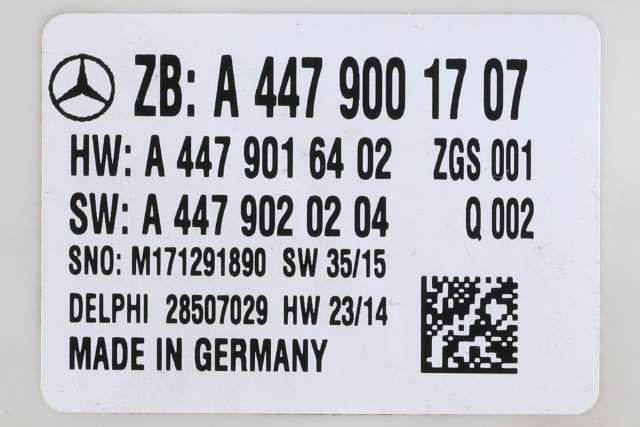 ZB: A 447 900 17 07
HW: A 447 901 64 02 ZGS 001
SW: A 447 902 02 04 Q 002
SNO: M171291890 SW 35/15
DELPHI 28507029 HW 23/14
MADE IN GERMANY